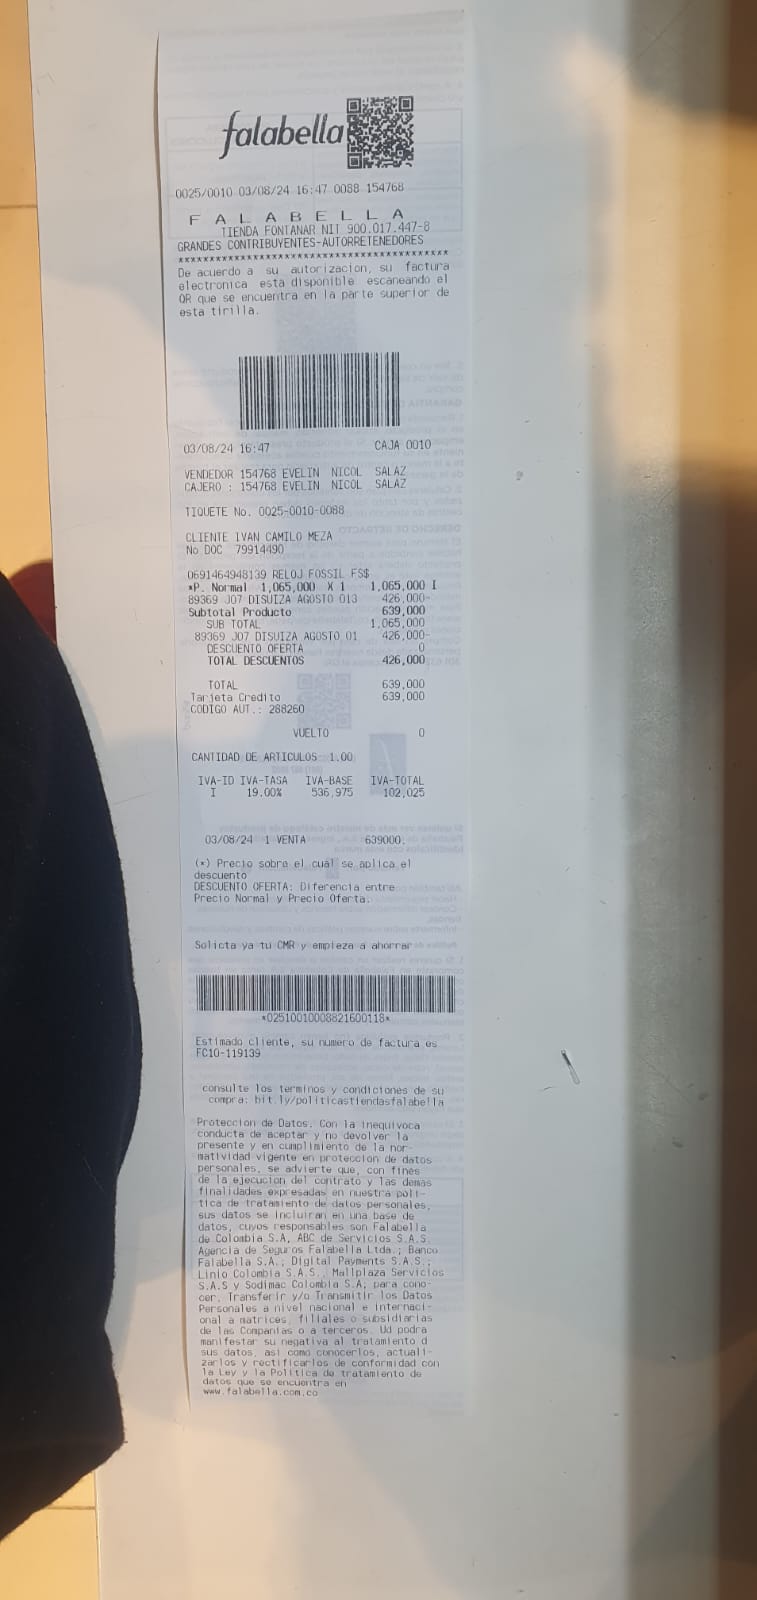 falabella
0025/0010 03/08/24 16:47 0088 154768
F A L A B E L L A
TIENDA FONTANAR NIT 900.017.447-8
GRANDES CONTRIBUYENTES-AUTORRETENEDORES
******************************************
De acuerdo a su autorizacion, su factura
electronica esta disponible escaneando el
QR que se encuentra en la parte superior de
esta tirilla.
03/08/24 16:47 CAJA 0010
VENDEDOR 154768 EVELIN NICOL SALAZ
CAJERO : 154768 EVELIN NICOL SALAZ
TIQUETE No. 0025-0010-0088
CLIENTE IVAN CAMILO MEZA
No DOC 79914490
0691464948139 RELOJ FOSSIL FS$
*P. Normal 1,065,000 X 1 1,065,000 I
89369 J07 DISUIZA AGOSTO 013 426,000-
Subtotal Producto 639,000
SUB TOTAL 1,065,000
89369 J07 DISUIZA AGOSTO 01 426,000-
DESCUENTO OFERTA 0
TOTAL DESCUENTOS 426,000
TOTAL 639,000
Tarjeta Credito 639,000
CODIGO AUT.: 288260
VUELTO 0
CANTIDAD DE ARTICULOS 1.00
IVA-ID IVA-TASA IVA-BASE IVA-TOTAL
I 19.00% 536,975 102,025
03/08/24 1 VENTA 639000.
(*) Precio sobre el cual se aplica el
descuento
DESCUENTO OFERTA: Diferencia entre
Precio Normal y Precio Oferta.
Solicta ya tu CMR y empieza a ahorrar
*02510010008821600118*
Estimado cliente, su numero de factura es
FC10-119139
consulte los terminos y condiciones de su
compra: bit.ly/politicastiendasfalabella
Proteccion de Datos. Con la inequivoca
conducta de aceptar y no devolver la
presente y en cumplimiento de la nor-
matividad vigente en proteccion de datos
personales, se advierte que, con fines
de la ejecucion del contrato y las demas
finalidades expresadas en nuestra poli-
tica de tratamiento de datos personales,
sus datos se incluiran en una base de
datos, cuyos responsables son Falabella
de Colombia S.A, ABC de Servicios S.A.S.
Agencia de Seguros Falabella Ltda.; Banco
Falabella S.A.; Digital Payments S.A.S.;
Linio Colombia S.A.S., Mallplaza Servicios
S.A.S y Sodimac Colombia S.A; para cono-
cer, Transferir y/o Transmitir los Datos
Personales a nivel nacional e internaci-
onal a matrices, filiales o subsidiarias
de las Companias o a terceros. Ud podra
manifestar su negativa al tratamiento d
sus datos, asi como conocerlos, actuali-
zarlos y rectificarlos de conformidad con
la Ley y la Politica de tratamiento de
datos que se encuentra en
www.falabella.com.co